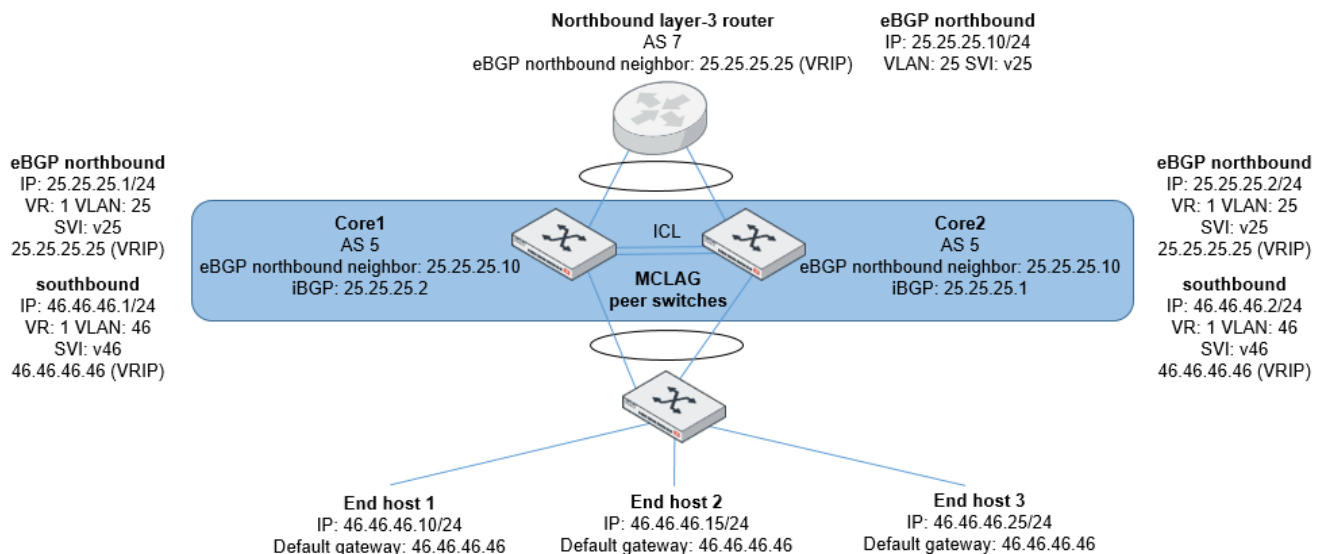 Northbound layer-3 router
AS 7
eBGP northbound neighbor: 25.25.25.25 (VRIP)
eBGP northbound
IP: 25.25.25.10/24
VLAN: 25 SVI: v25
eBGP northbound
IP: 25.25.25.1/24
VR: 1 VLAN: 25
SVI: v25
25.25.25.25 (VRIP)
southbound
IP: 46.46.46.1/24
VR: 1 VLAN: 46
SVI: v46
46.46.46.46 (VRIP)
Core1
AS 5
eBGP northbound neighbor: 25.25.25.10
iBGP: 25.25.25.2
ICL
MCLAG
peer switches
Core2
AS 5
eBGP northbound neighbor: 25.25.25.10
iBGP: 25.25.25.1
eBGP northbound
IP: 25.25.25.2/24
VR: 1 VLAN: 25
SVI: v25
25.25.25.25 (VRIP)
southbound
IP: 46.46.46.2/24
VR: 1 VLAN: 46
SVI: v46
46.46.46.46 (VRIP)
End host 1
IP: 46.46.46.10/24
Default gateway: 46.46.46.46
End host 2
IP: 46.46.46.15/24
Default gateway: 46.46.46.46
End host 3
IP: 46.46.46.25/24
Default gateway: 46.46.46.46